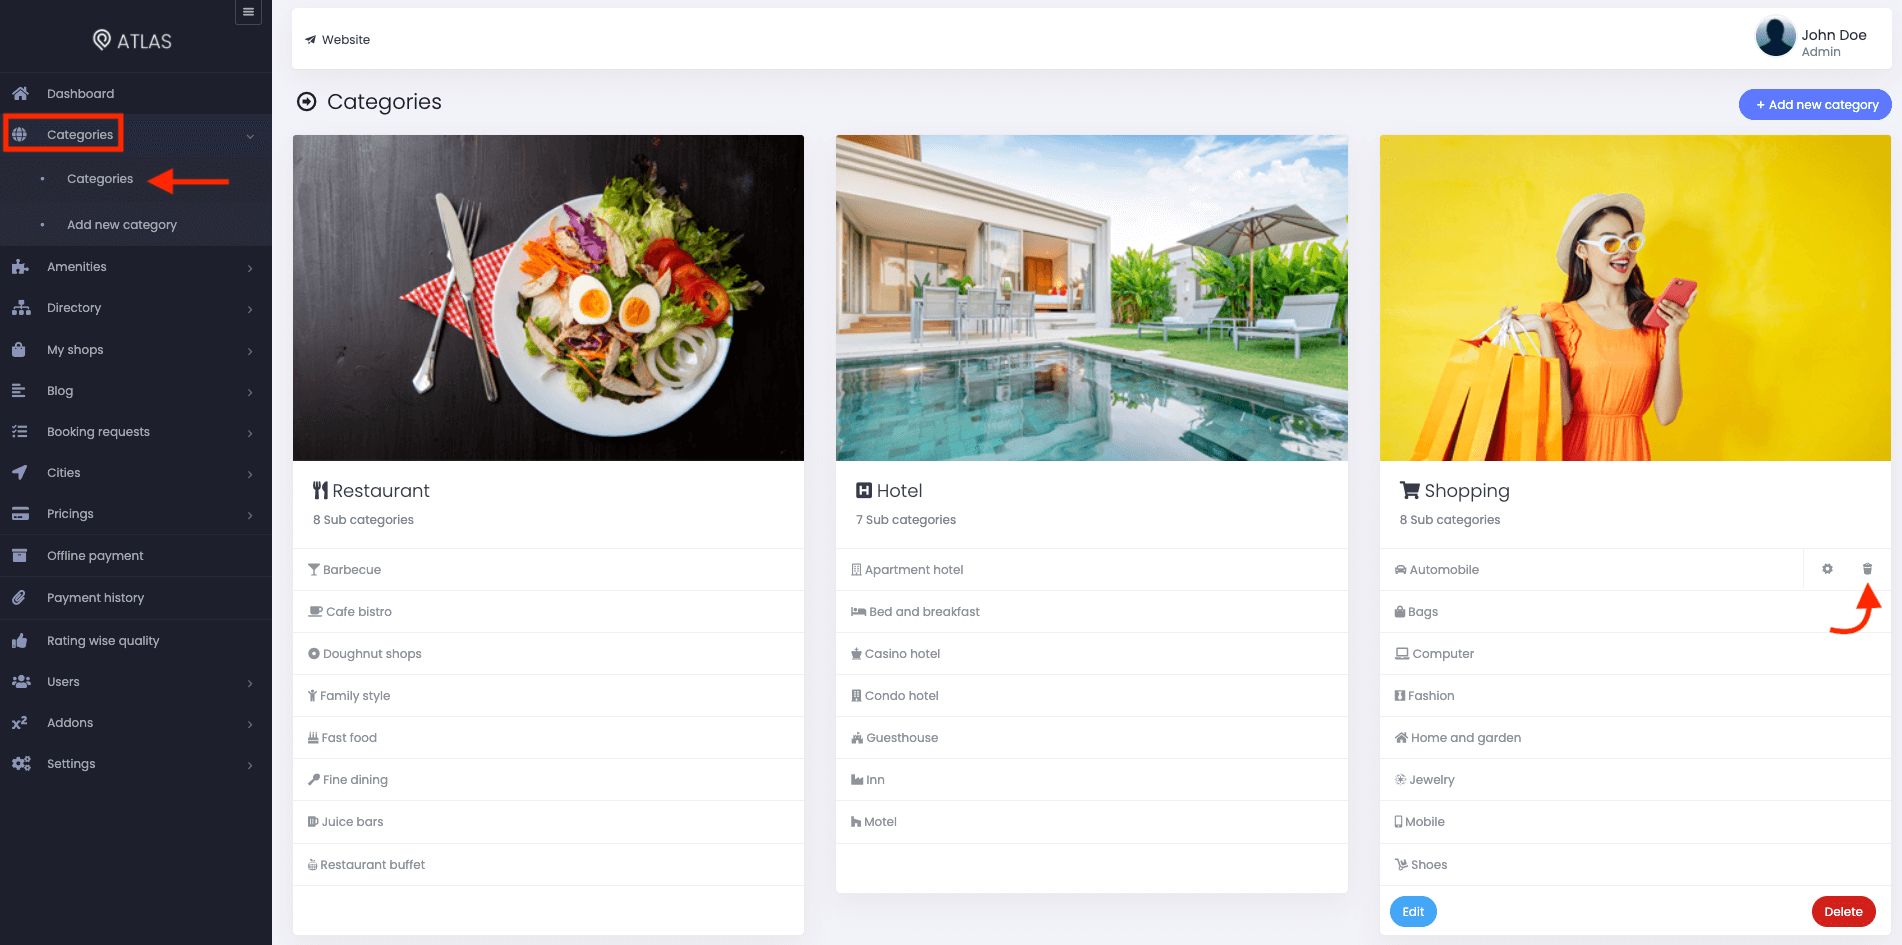 ATLAS
Dashboard
Categories
Categories
Add new category
Amenities
Directory
My shops
Blog
Booking requests
Cities
Pricings
Offline payment
Payment history
Rating wise quality
Users
Addons
Settings
Website
John Doe
Admin
Categories
+ Add new category
Restaurant
8 Sub categories
Barbecue
Cafe bistro
Doughnut shops
Family style
Fast food
Fine dining
Juice bars
Restaurant buffet
Hotel
7 Sub categories
Apartment hotel
Bed and breakfast
Casino hotel
Condo hotel
Guesthouse
Inn
Motel
Shopping
8 Sub categories
Automobile
Bags
Computer
Fashion
Home and garden
Jewelry
Mobile
Shoes
Edit
Delete